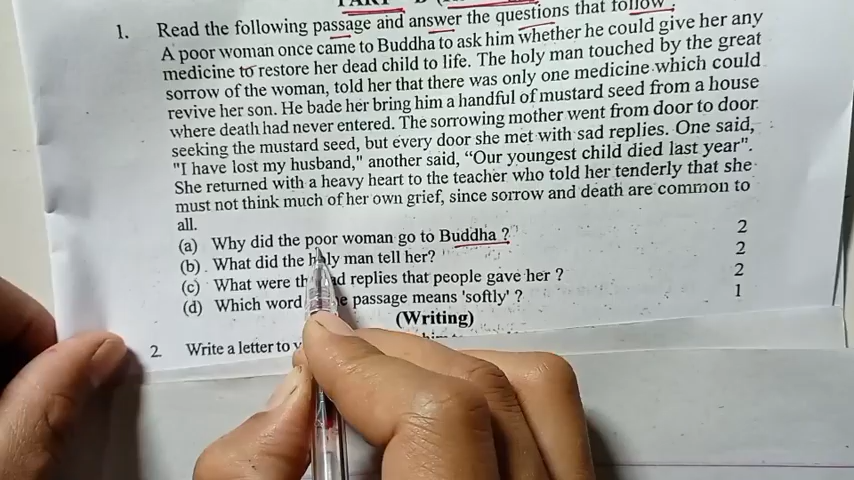 1. Read the following passage and answer the questions that follow :
A poor woman once came to Buddha to ask him whether he could give her any
medicine to restore her dead child to life. The holy man touched by the great
sorrow of the woman, told her that there was only one medicine which could
revive her son. He bade her bring him a handful of mustard seed from a house
where death had never entered. The sorrowing mother went from door to door
seeking the mustard seed, but every door she met with sad replies. One said,
"I have lost my husband," another said, “Our youngest child died last year”.
She returned with a heavy heart to the teacher who told her tenderly that she
must not think much of her own grief, since sorrow and death are common to
all.
(a) Why did the poor woman go to Buddha ? 2
(b) . What did the holy man tell her? 2
(c) What were the sad replies that people gave her ? 2
(d) Which word passage means 'softly' ? 1
(Writing)
2. Write a letter to